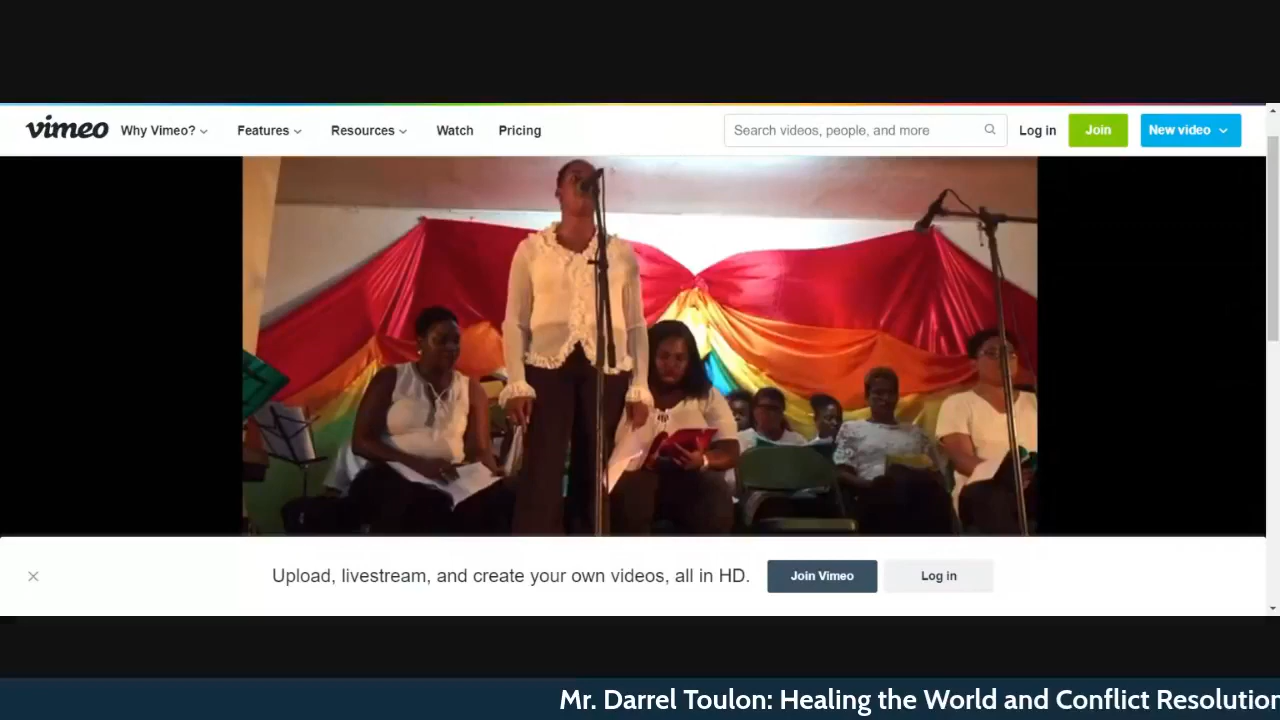 vimeo Why Vimeo? Features Resources Watch Pricing Search videos, people, and more Log in Join New video
Upload, livestream, and create your own videos, all in HD. Join Vimeo Log in
Mr. Darrel Toulon: Healing the World and Conflict Resolution